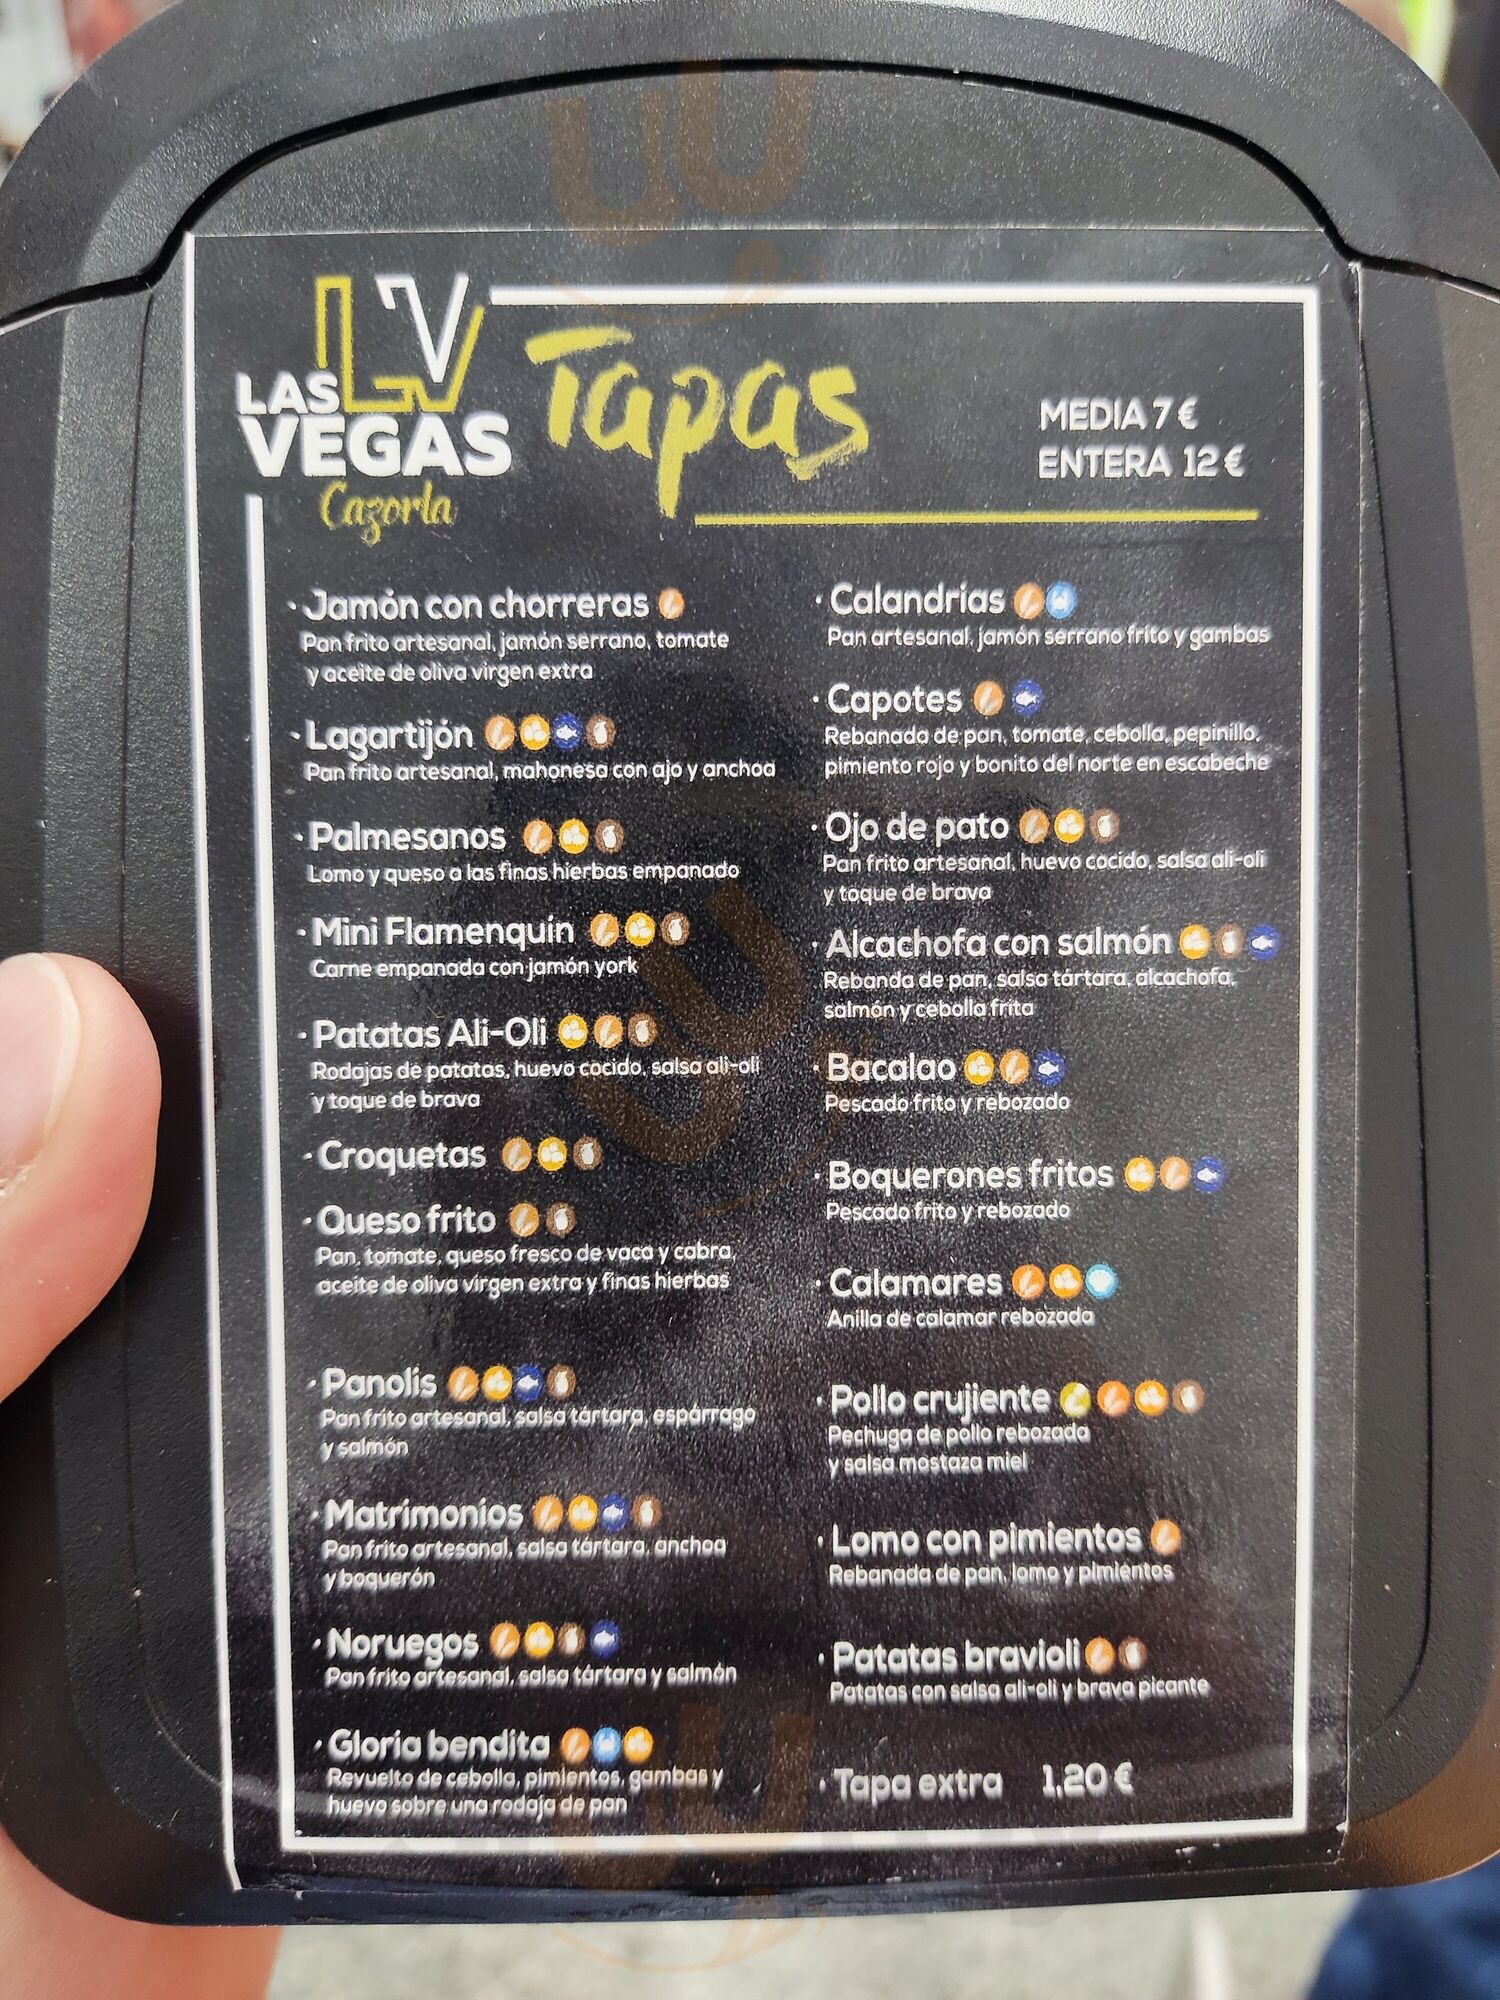 LV
LAS
VEGAS
Cazorla
Tapas
MEDIA 7 €
ENTERA 12 €
· Jamón con chorreras
Pan frito artesanal, jamón serrano, tomate
y aceite de oliva virgen extra
· Lagartijón
Pan frito artesanal, mahonesa con ajo y anchoa
· Palmesanos
Lomo y queso a las finas hierbas empanado
· Mini Flamenquín
Carne empanada con jamón york
· Patatas Ali-Oli
Rodajas de patatas, huevo cocido, salsa ali-oli
y toque de brava
· Croquetas
· Queso frito
Pan, tomate, queso fresco de vaca y cabra,
aceite de oliva virgen extra y finas hierbas
· Panolis
Pan frito artesanal, salsa tártara, espárrago
y salmón
· Matrimonios
Pan frito artesanal, salsa tártara, anchoa
y boquerón
· Noruegos
Pan frito artesanal, salsa tártara y salmón
· Gloria bendita
Revuelto de cebolla, pimientos, gambas y
huevo sobre una rodaja de pan
· Calandrias
Pan artesanal, jamón serrano frito y gambas
· Capotes
Rebanada de pan, tomate, cebolla, pepinillo,
pimiento rojo y bonito del norte en escabeche
· Ojo de pato
Pan frito artesanal, huevo cocido, salsa ali-oli
y toque de brava
· Alcachofa con salmón
Rebanda de pan, salsa tártara, alcachofa,
salmón y cebolla frita
· Bacalao
Pescado frito y rebozado
· Boquerones fritos
Pescado frito y rebozado
· Calamares
Anilla de calamar rebozada
· Pollo crujiente
Pechuga de pollo rebozada
y salsa mostaza miel
· Lomo con pimientos
Rebanada de pan, lomo y pimientos
· Patatas bravioli
Patatas con salsa ali-oli y brava picante
· Tapa extra 1,20 €